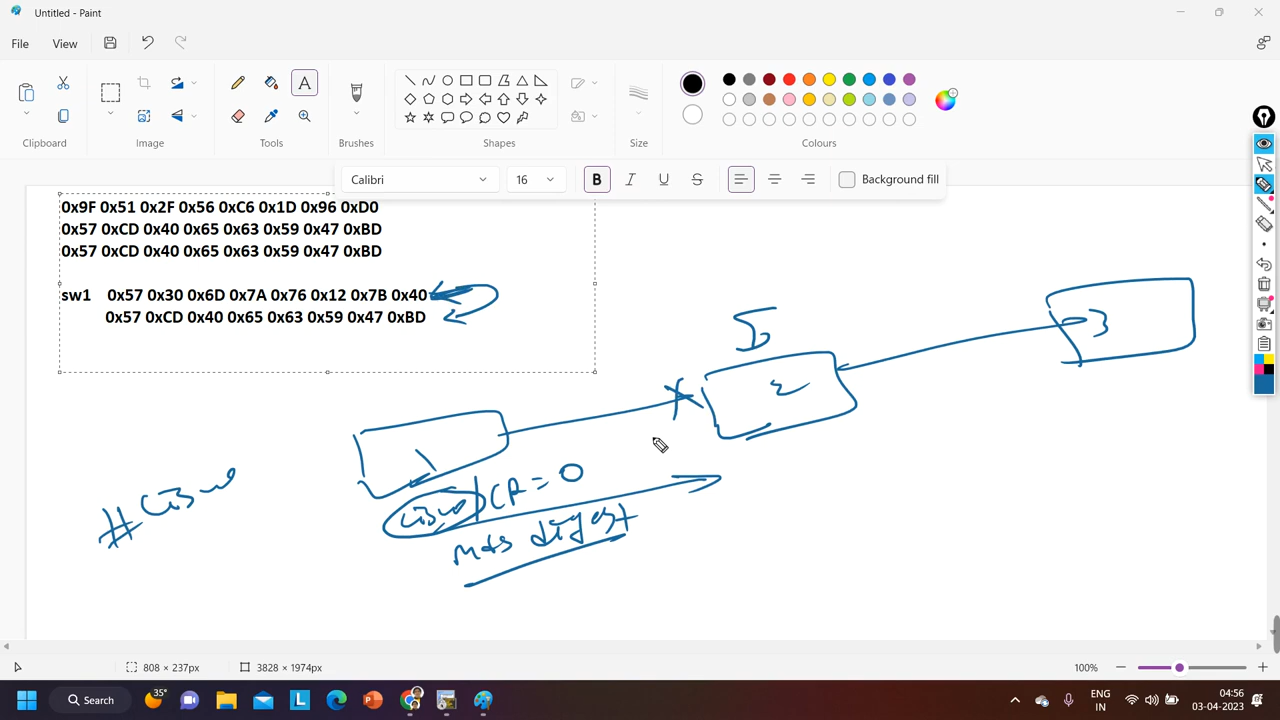 Untitled - Paint
File View
Clipboard Image Tools Brushes Shapes Size Colours
Calibri 16 B I U Background fill
0x9F 0x51 0x2F 0x56 0xC6 0x1D 0x96 0xD0
0x57 0xCD 0x40 0x65 0x63 0x59 0x47 0xBD
0x57 0xCD 0x40 0x65 0x63 0x59 0x47 0xBD
sw1 0x57 0x30 0x6D 0x7A 0x76 0x12 0x7B 0x40
0x57 0xCD 0x40 0x65 0x63 0x59 0x47 0xBD
3
2
1
#Cisco
cisco CR = 0
md5 digest
808 × 237px 3828 × 1974px 100%
35° Search ENG 04:56
IN 03-04-2023